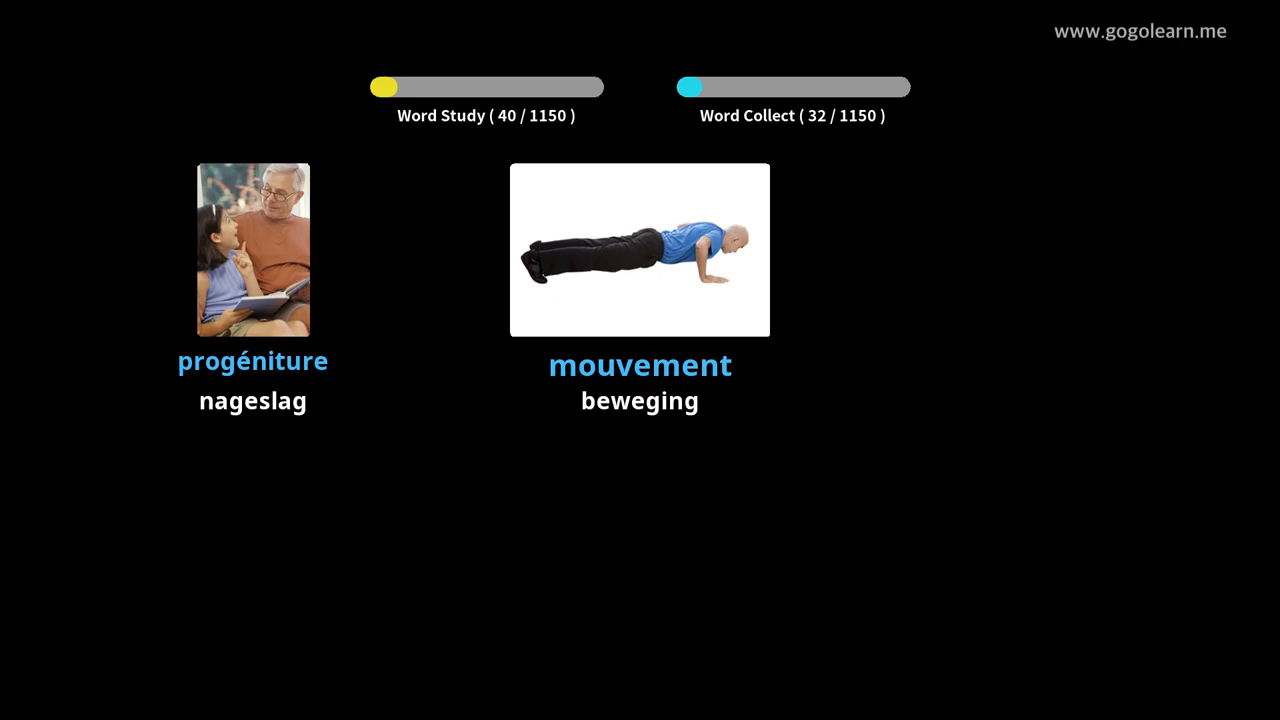 www.gogolearn.me
Word Study ( 40 / 1150 )
Word Collect ( 32 / 1150 )
progéniture
nageslag
mouvement
beweging